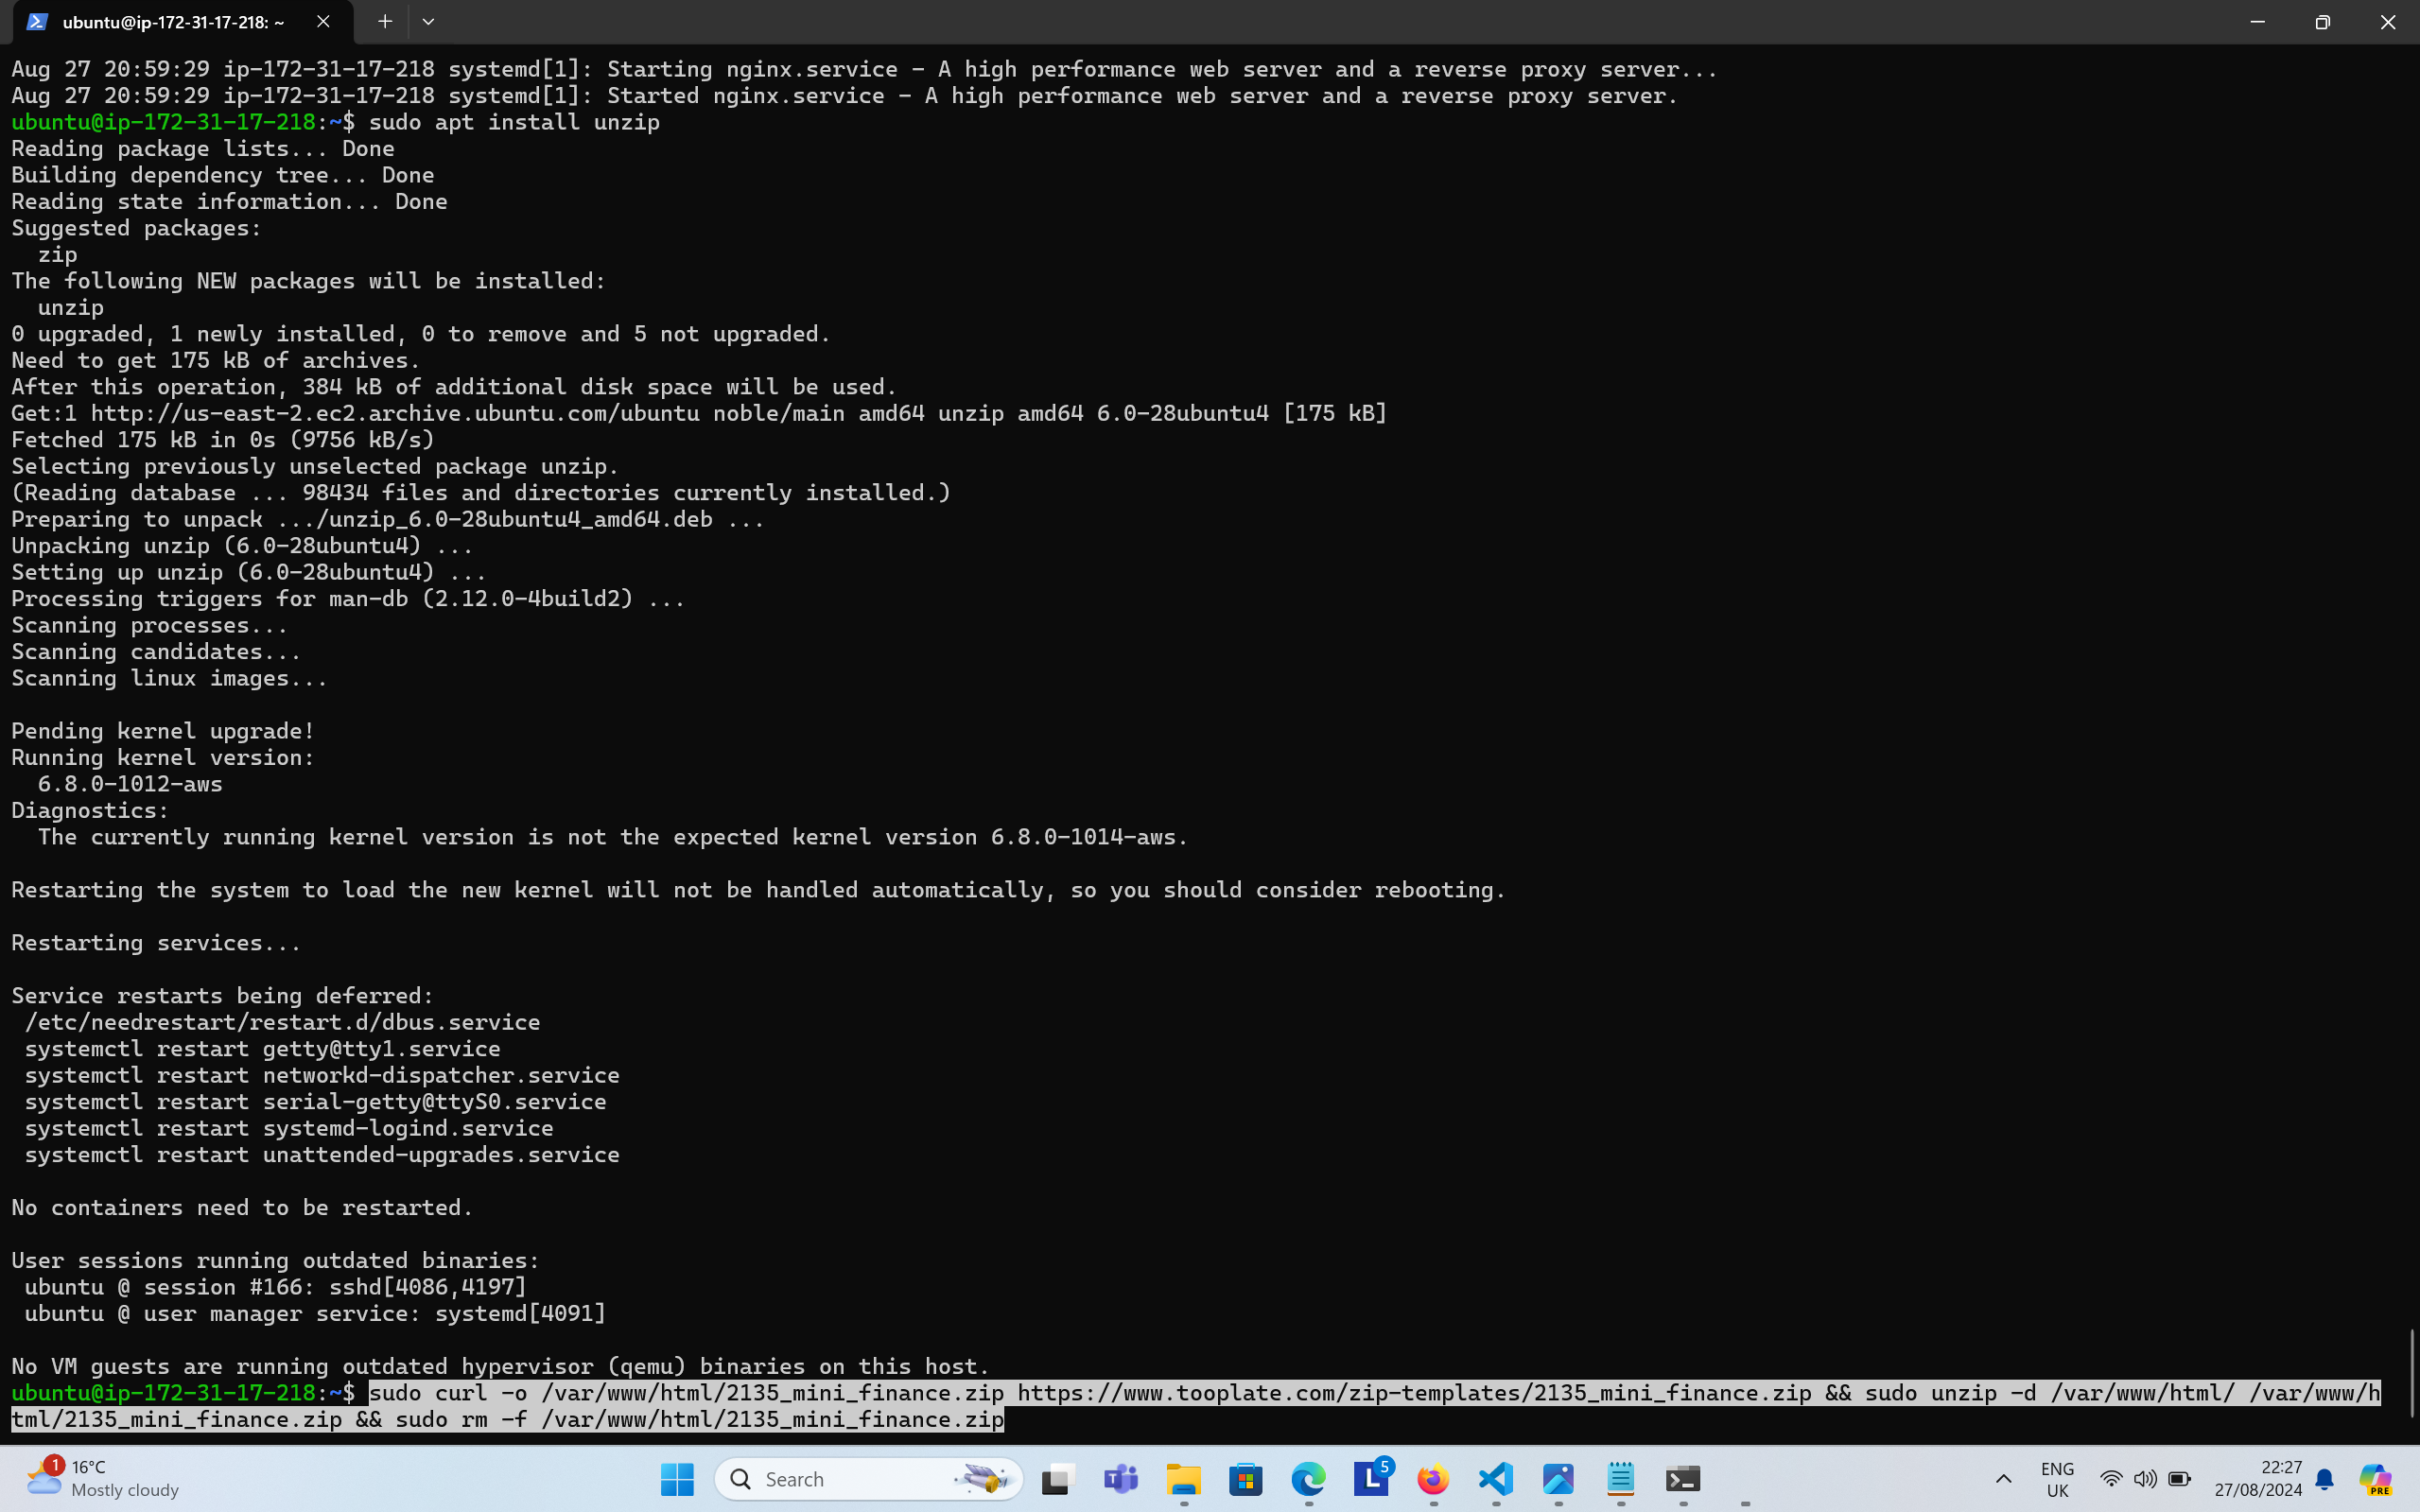 ubuntu@ip-172-31-17-218: ~
Aug 27 20:59:29 ip-172-31-17-218 systemd[1]: Starting nginx.service - A high performance web server and a reverse proxy server...
Aug 27 20:59:29 ip-172-31-17-218 systemd[1]: Started nginx.service - A high performance web server and a reverse proxy server.
ubuntu@ip-172-31-17-218:~$ sudo apt install unzip
Reading package lists... Done
Building dependency tree... Done
Reading state information... Done
Suggested packages:
  zip
The following NEW packages will be installed:
  unzip
0 upgraded, 1 newly installed, 0 to remove and 5 not upgraded.
Need to get 175 kB of archives.
After this operation, 384 kB of additional disk space will be used.
Get:1 http://us-east-2.ec2.archive.ubuntu.com/ubuntu noble/main amd64 unzip amd64 6.0-28ubuntu4 [175 kB]
Fetched 175 kB in 0s (9756 kB/s)
Selecting previously unselected package unzip.
(Reading database ... 98434 files and directories currently installed.)
Preparing to unpack .../unzip_6.0-28ubuntu4_amd64.deb ...
Unpacking unzip (6.0-28ubuntu4) ...
Setting up unzip (6.0-28ubuntu4) ...
Processing triggers for man-db (2.12.0-4build2) ...
Scanning processes...
Scanning candidates...
Scanning linux images...
Pending kernel upgrade!
Running kernel version:
  6.8.0-1012-aws
Diagnostics:
  The currently running kernel version is not the expected kernel version 6.8.0-1014-aws.
Restarting the system to load the new kernel will not be handled automatically, so you should consider rebooting.
Restarting services...
Service restarts being deferred:
 /etc/needrestart/restart.d/dbus.service
 systemctl restart getty@tty1.service
 systemctl restart networkd-dispatcher.service
 systemctl restart serial-getty@ttyS0.service
 systemctl restart systemd-logind.service
 systemctl restart unattended-upgrades.service
No containers need to be restarted.
User sessions running outdated binaries:
 ubuntu @ session #166: sshd[4086,4197]
 ubuntu @ user manager service: systemd[4091]
No VM guests are running outdated hypervisor (qemu) binaries on this host.
ubuntu@ip-172-31-17-218:~$ sudo curl -o /var/www/html/2135_mini_finance.zip https://www.tooplate.com/zip-templates/2135_mini_finance.zip && sudo unzip -d /var/www/html/ /var/www/h
tml/2135_mini_finance.zip && sudo rm -f /var/www/html/2135_mini_finance.zip
1
16°C
Mostly cloudy
Search
T
L
5
ENG
UK
22:27
27/08/2024
PRE